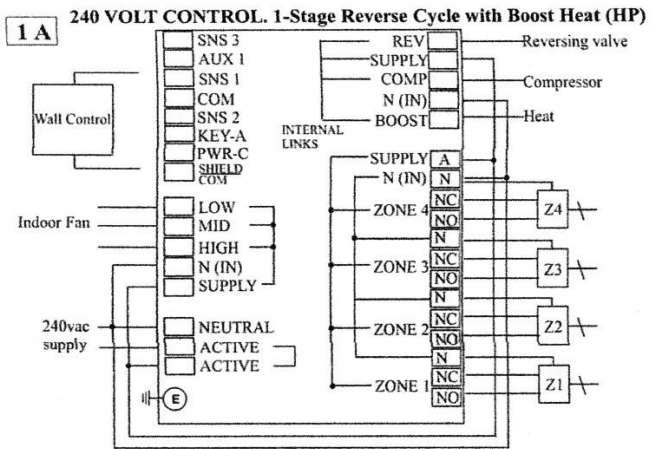 240 VOLT CONTROL. 1-Stage Reverse Cycle with Boost Heat (HP)
1 A
SNS 3
AUX 1
SNS 1
COM
SNS 2
KEY-A
PWR-C
SHIELD
COM
Wall Control
LOW
MID
HIGH
N (IN)
SUPPLY
Indoor Fan
240vac
supply
NEUTRAL
ACTIVE
ACTIVE
E
INTERNAL
LINKS
REV
SUPPLY
COMP
N (IN)
BOOST
Reversing valve
Compressor
Heat
SUPPLY A
N (IN) N
ZONE 4 NC
NO
Z4
N
ZONE 3 NC
NO
Z3
N
ZONE 2 NC
NO
Z2
N
ZONE 1 NC
NO
Z1